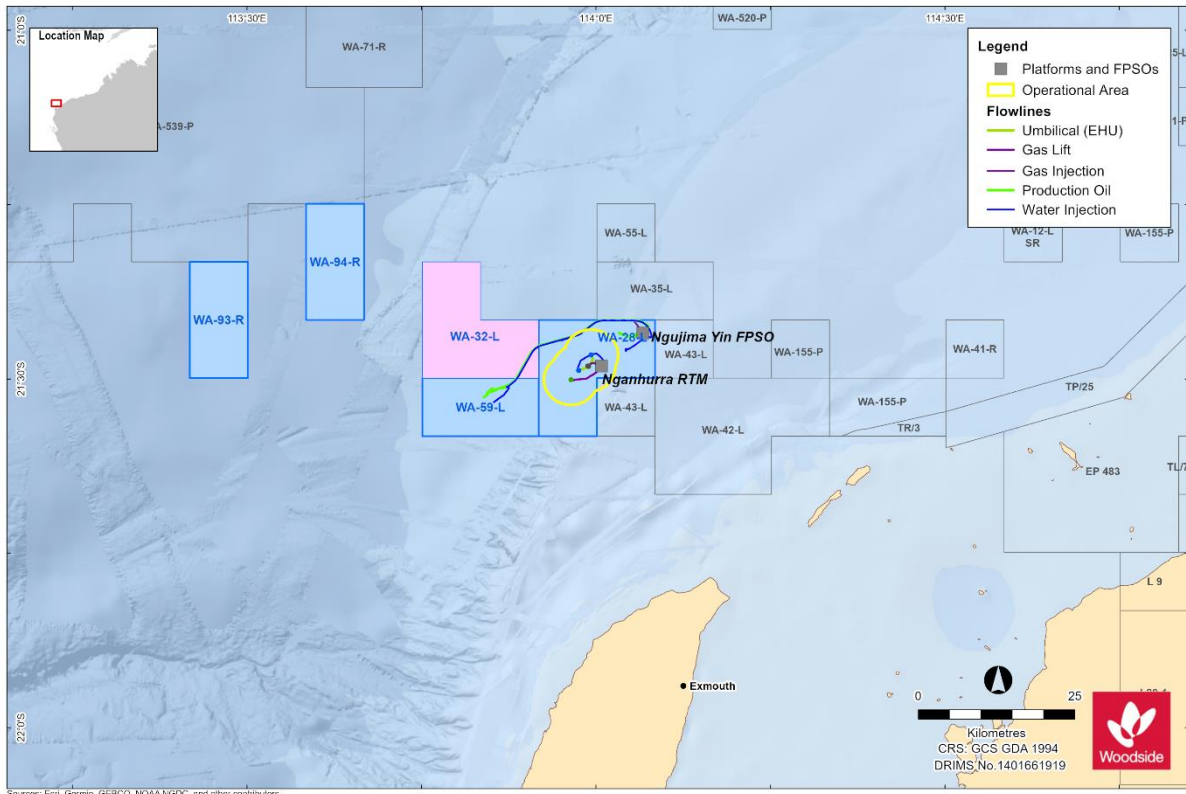 113°30'E
114°0'E
114°30'E
21°0'S
Location Map
WA-520-P
WA-71-R
Legend
Platforms and FPSOs
Operational Area
Flowlines
Umbilical (EHU)
Gas Lift
Gas Injection
Production Oil
Water Injection
A-539-P
WA-94-R
WA-55-L
WA-12-L
SR
WA-155-P
WA-93-R
WA-35-L
WA-32-L
WA-28-L
Ngujima Yin FPSO
WA-43-L
WA-155-P
WA-41-R
21°30'S
Nganhurra RTM
WA-59-L
WA-43-L
WA-155-P
TP/25
WA-42-L
TR/3
EP 483
TL/7
L 9
Exmouth
0
25
Kilometres
CRS: GCS GDA 1994
DRIMS No.1401661919
Woodside
22°0'S
Sources: Esri, Garmin, GEBCO, NOAA NGDC, and other contributors